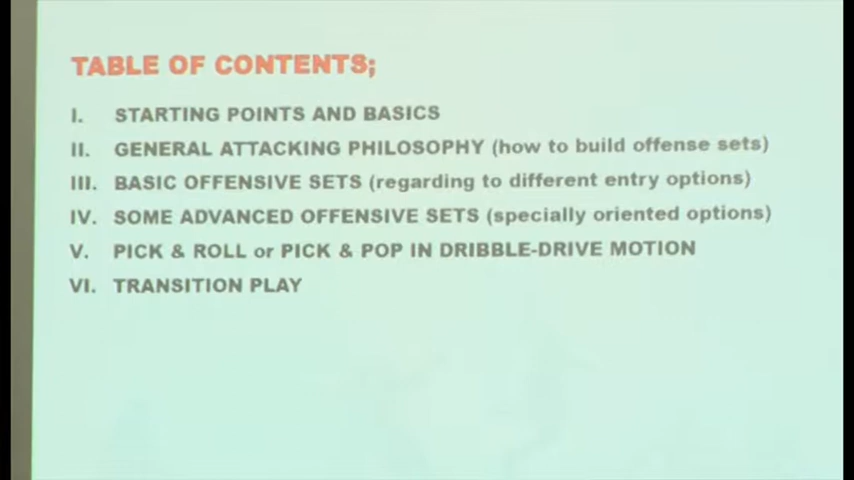 TABLE OF CONTENTS;
I. STARTING POINTS AND BASICS
II. GENERAL ATTACKING PHILOSOPHY (how to build offense sets)
III. BASIC OFFENSIVE SETS (regarding to different entry options)
IV. SOME ADVANCED OFFENSIVE SETS (specially oriented options)
V. PICK & ROLL or PICK & POP IN DRIBBLE-DRIVE MOTION
VI. TRANSITION PLAY